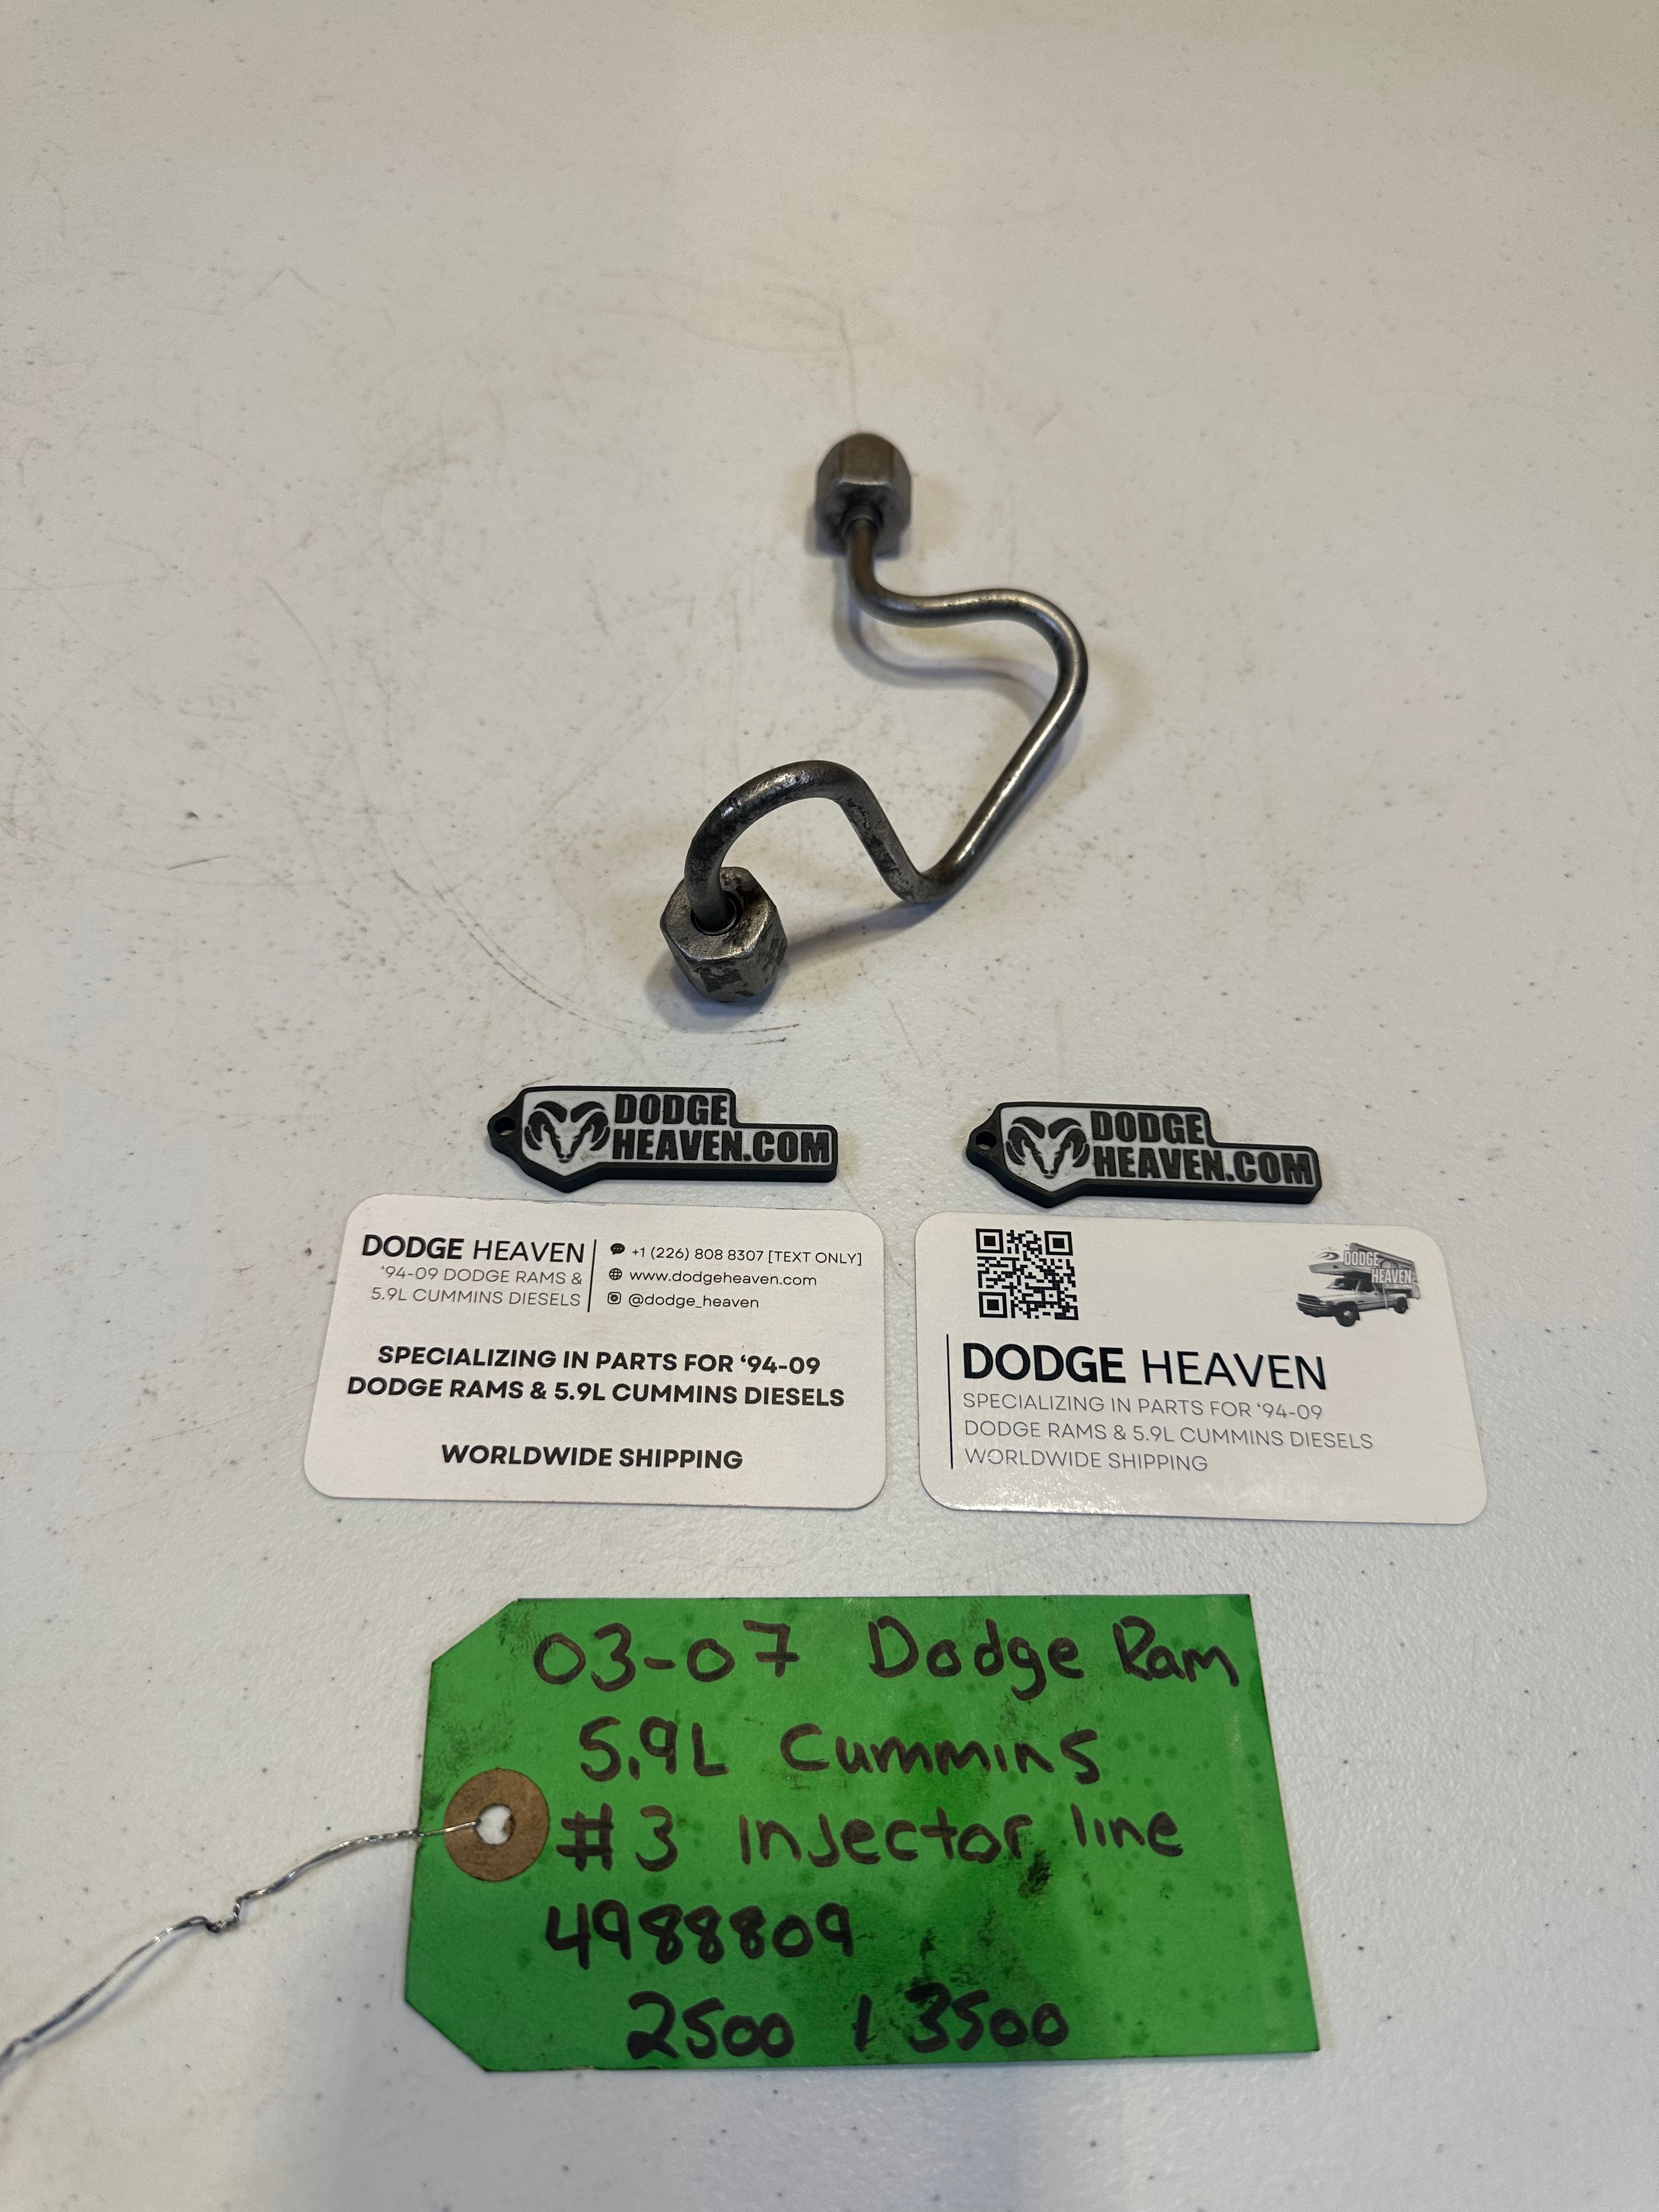 DODGE
HEAVEN.COM
DODGE
HEAVEN.COM
DODGE HEAVEN
'94-09 DODGE RAMS &
5.9L CUMMINS DIESELS
+1 (226) 808 8307 [TEXT ONLY]
www.dodgeheaven.com
@dodge_heaven
SPECIALIZING IN PARTS FOR '94-09
DODGE RAMS & 5.9L CUMMINS DIESELS
WORLDWIDE SHIPPING
DODGE
HEAVEN
DODGE HEAVEN
SPECIALIZING IN PARTS FOR '94-09
DODGE RAMS & 5.9L CUMMINS DIESELS
WORLDWIDE SHIPPING
03-07 Dodge Ram
5.9L Cummins
#3 Injector line
4988809
2500 / 3500